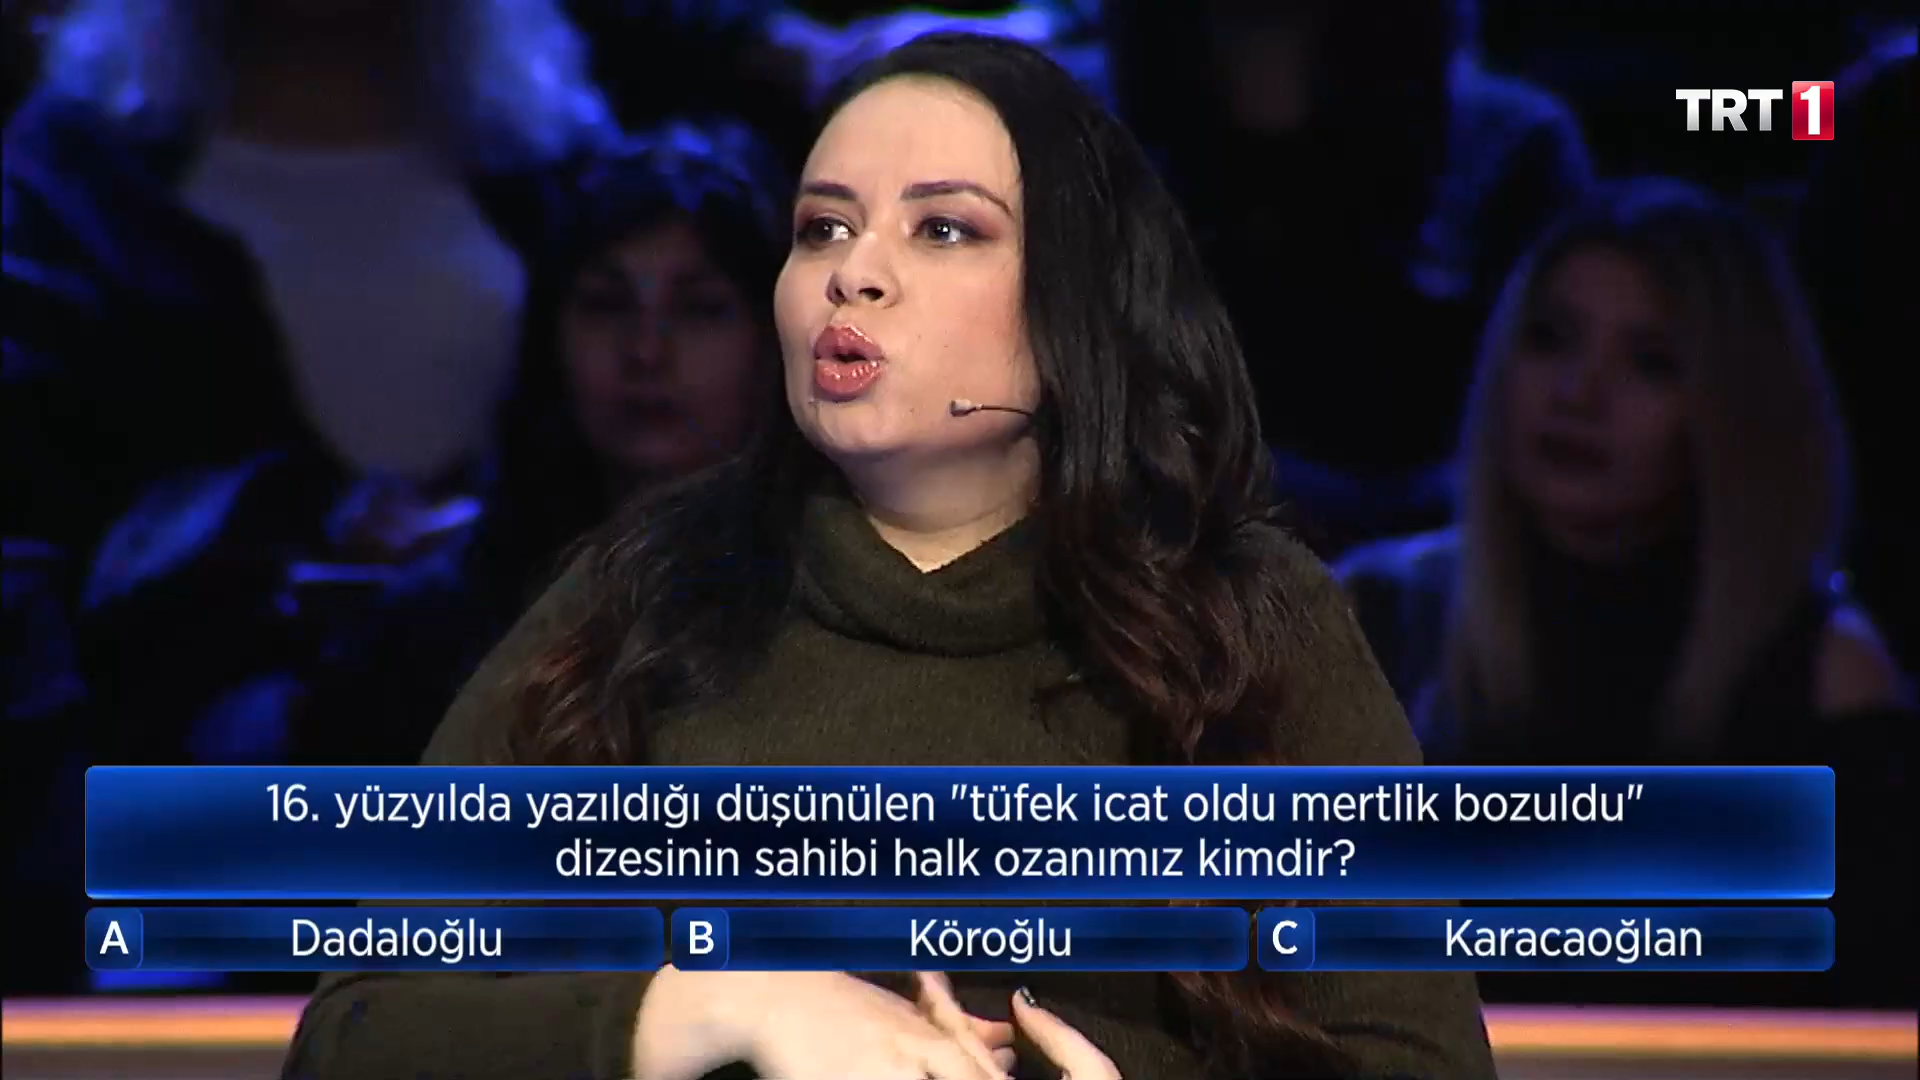 TRT 1
16. yüzyılda yazıldığı düşünülen "tüfek icat oldu mertlik bozuldu"
dizesinin sahibi halk ozanımız kimdir?
A Dadaloğlu
B Köroğlu
C Karacaoğlan